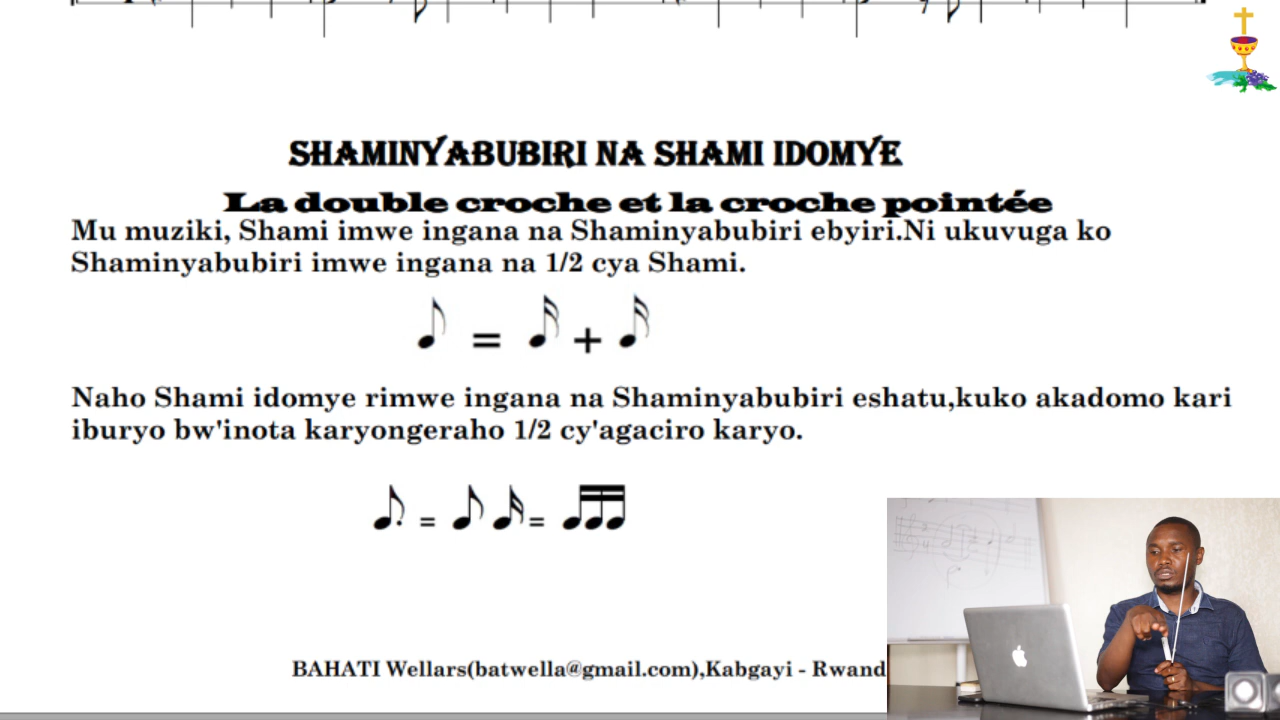 SHAMINYABUBIRI NA SHAMI IDOMYE
La double croche et la croche pointée
Mu muziki, Shami imwe ingana na Shaminyabubiri ebyiri.Ni ukuvuga ko
Shaminyabubiri imwe ingana na 1/2 cya Shami.
= +
Naho Shami idomye rimwe ingana na Shaminyabubiri eshatu,kuko akadomo kari
iburyo bw'inota karyongeraho 1/2 cy'agaciro karyo.
= =
BAHATI Wellars(batwella@gmail.com),Kabgayi - Rwand